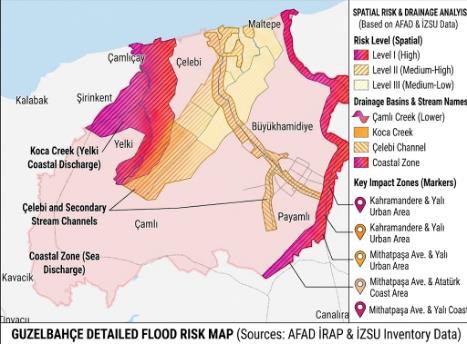 SPATIAL RISK & DRAINAGE ANALYIS
(Based on AFAD & İZSU Data)
Risk Level (Spatial)
Level I (High)
Level II (Medium-High)
Level III (Medium-Low)
Drainage Basins & Stream Names
Çamlı Creek (Lower)
Koca Creek
Çelebi Channel
Coastal Zone
Key Impact Zones (Markers)
Kahramandere & Yalı
Urban Area
Kahramandere & Yalı
Urban Area
Mithatpaşa Ave. & Yalı
Urban Area
Mithatpaşa Ave. & Atatürk
Coast Area
Mithatpaşa Ave. & Yalı Coast
Maltepe
Çamlıçay
Çelebi
Kalabak
Şirinkent
Büyükhamidiye
Koca Creek (Yelki
Coastal Discharge)
Yelki
Çelebi and Secondary
Stream Channels
Çamlı
Payamlı
Coastal Zone (Sea
Discharge)
Kavacik
Canalira
GUZELBAHÇE DETAILED FLOOD RISK MAP (Sources: AFAD İRAP & İZSU Inventory Data)